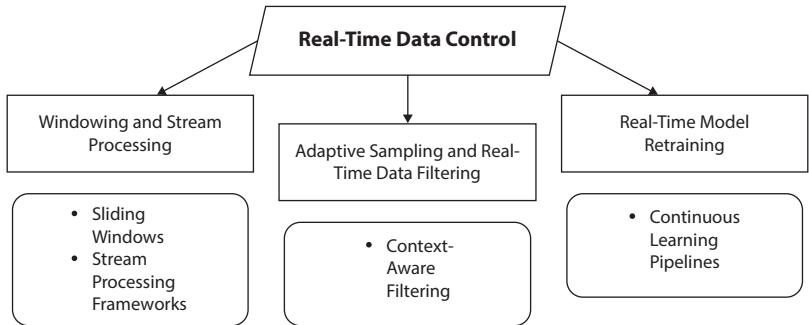 Real-Time Data Control
Windowing and Stream
Processing
Adaptive Sampling and Real-
Time Data Filtering
Real-Time Model
Retraining
• Sliding
Windows
• Stream
Processing
Frameworks
• Context-
Aware
Filtering
• Continuous
Learning
Pipelines